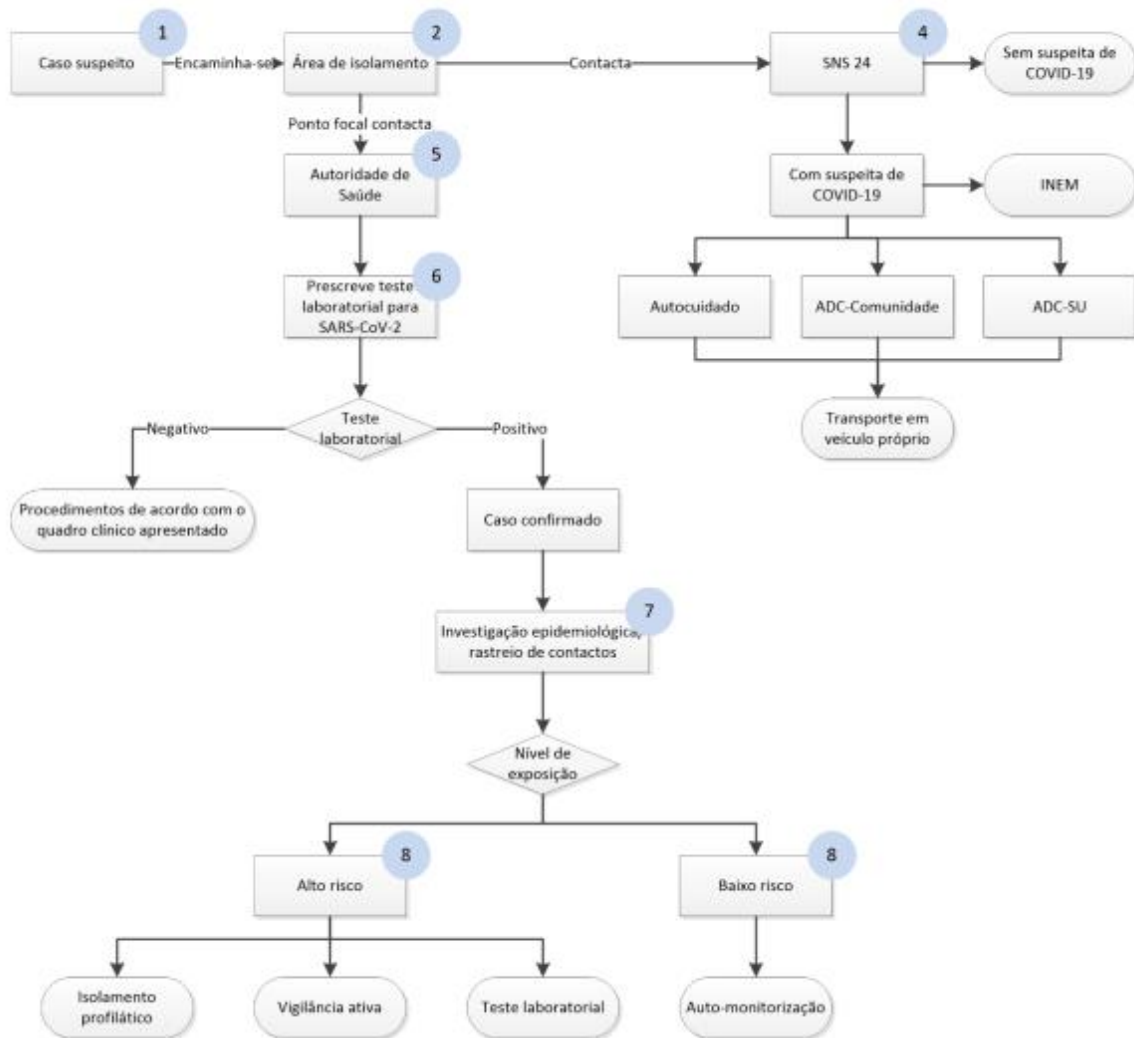 1
Caso suspeito
Encaminha-se
2
Área de isolamento
Contacta
4
SNS 24
Sem suspeita de
COVID-19
Ponto focal contacta
5
Autoridade de
Saúde
Com suspeita de
COVID-19
INEM
6
Prescreve teste
laboratorial para
SARS-CoV-2
Autocuidado
ADC-Comunidade
ADC-SU
Transporte em
veículo próprio
Negativo
Teste
laboratorial
Positivo
Procedimentos de acordo com o
quadro clínico apresentado
Caso confirmado
7
Investigação epidemiológica,
rastreio de contactos
Nível de
exposição
8
Alto risco
8
Baixo risco
Isolamento
profilático
Vigilância ativa
Teste laboratorial
Auto-monitorização